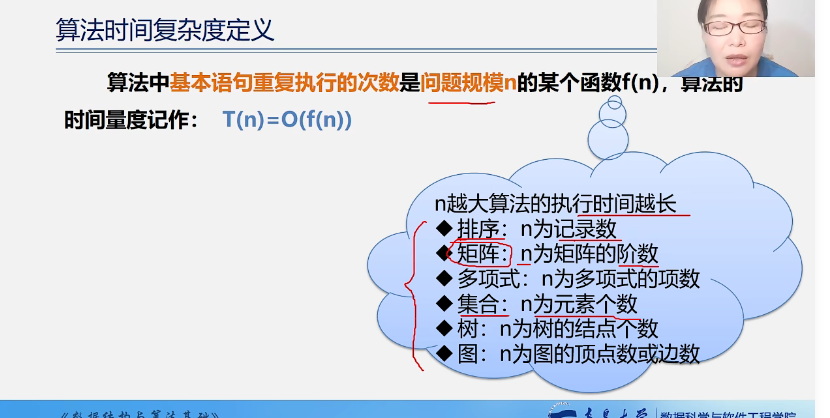 算法时间复杂度定义
算法中基本语句重复执行的次数是问题规模n的某个函数f(n)，算法的
时间量度记作： T(n)=O(f(n))
n越大算法的执行时间越长
◆ 排序：n为记录数
◆ 矩阵：n为矩阵的阶数
◆ 多项式：n为多项式的项数
◆ 集合：n为元素个数
◆ 树：n为树的结点个数
◆ 图：n为图的顶点数或边数
《数据结构与算法基础》
青岛大学 数据科学与软件工程学院